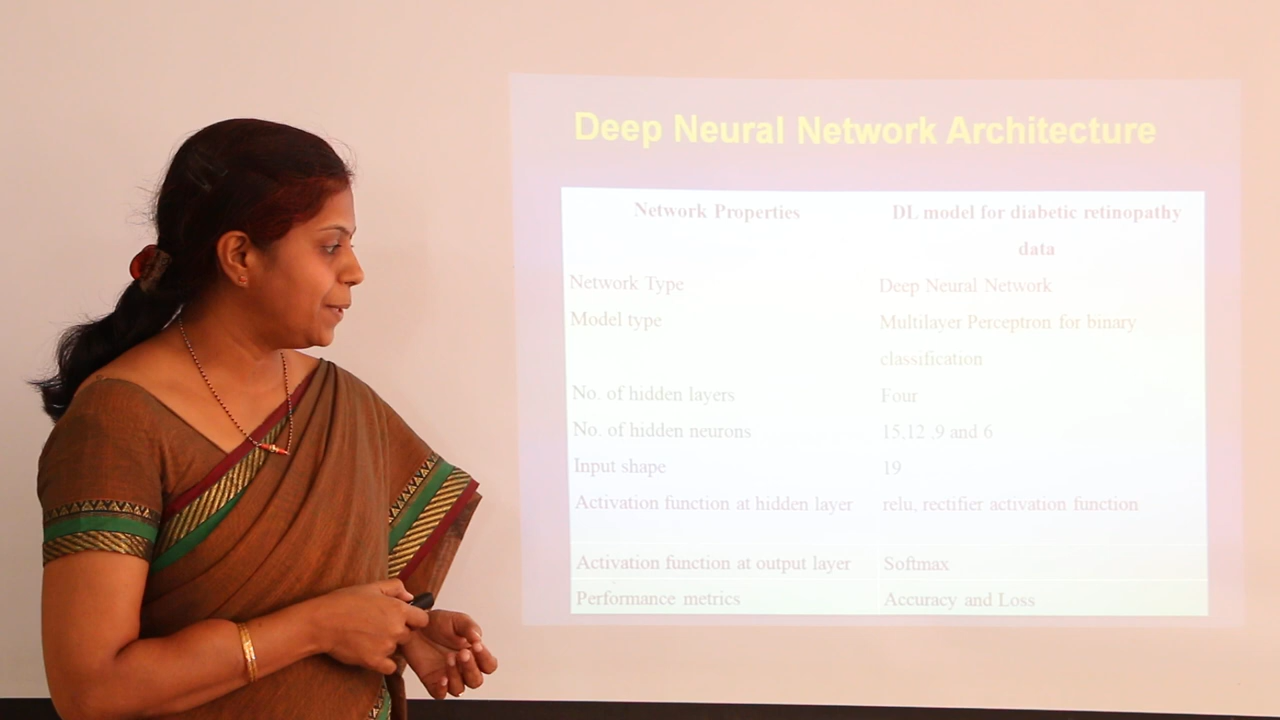 Deep Neural Network Architecture
Network Properties DL model for diabetic retinopathy
data
Network Type Deep Neural Network
Model type Multilayer Perceptron for binary
classification
No. of hidden layers Four
No. of hidden neurons 15,12 ,9 and 6
Input shape 19
Activation function at hidden layer relu, rectifier activation function
Activation function at output layer Softmax
Performance metrics Accuracy and Loss